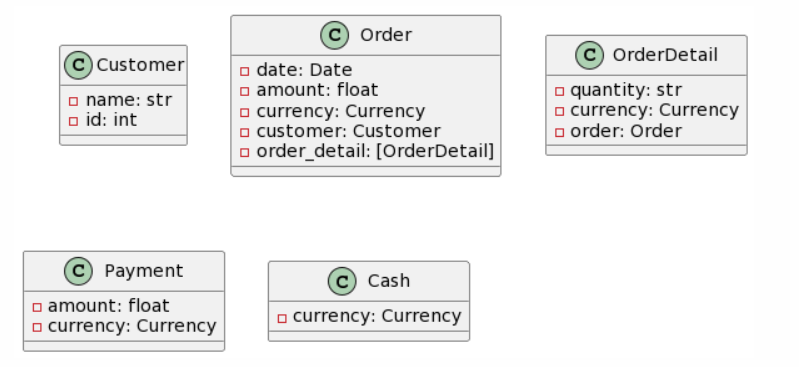 C Customer
name: str
id: int
C Order
date: Date
amount: float
currency: Currency
customer: Customer
order_detail: [OrderDetail]
C OrderDetail
quantity: str
currency: Currency
order: Order
C Payment
amount: float
currency: Currency
C Cash
currency: Currency